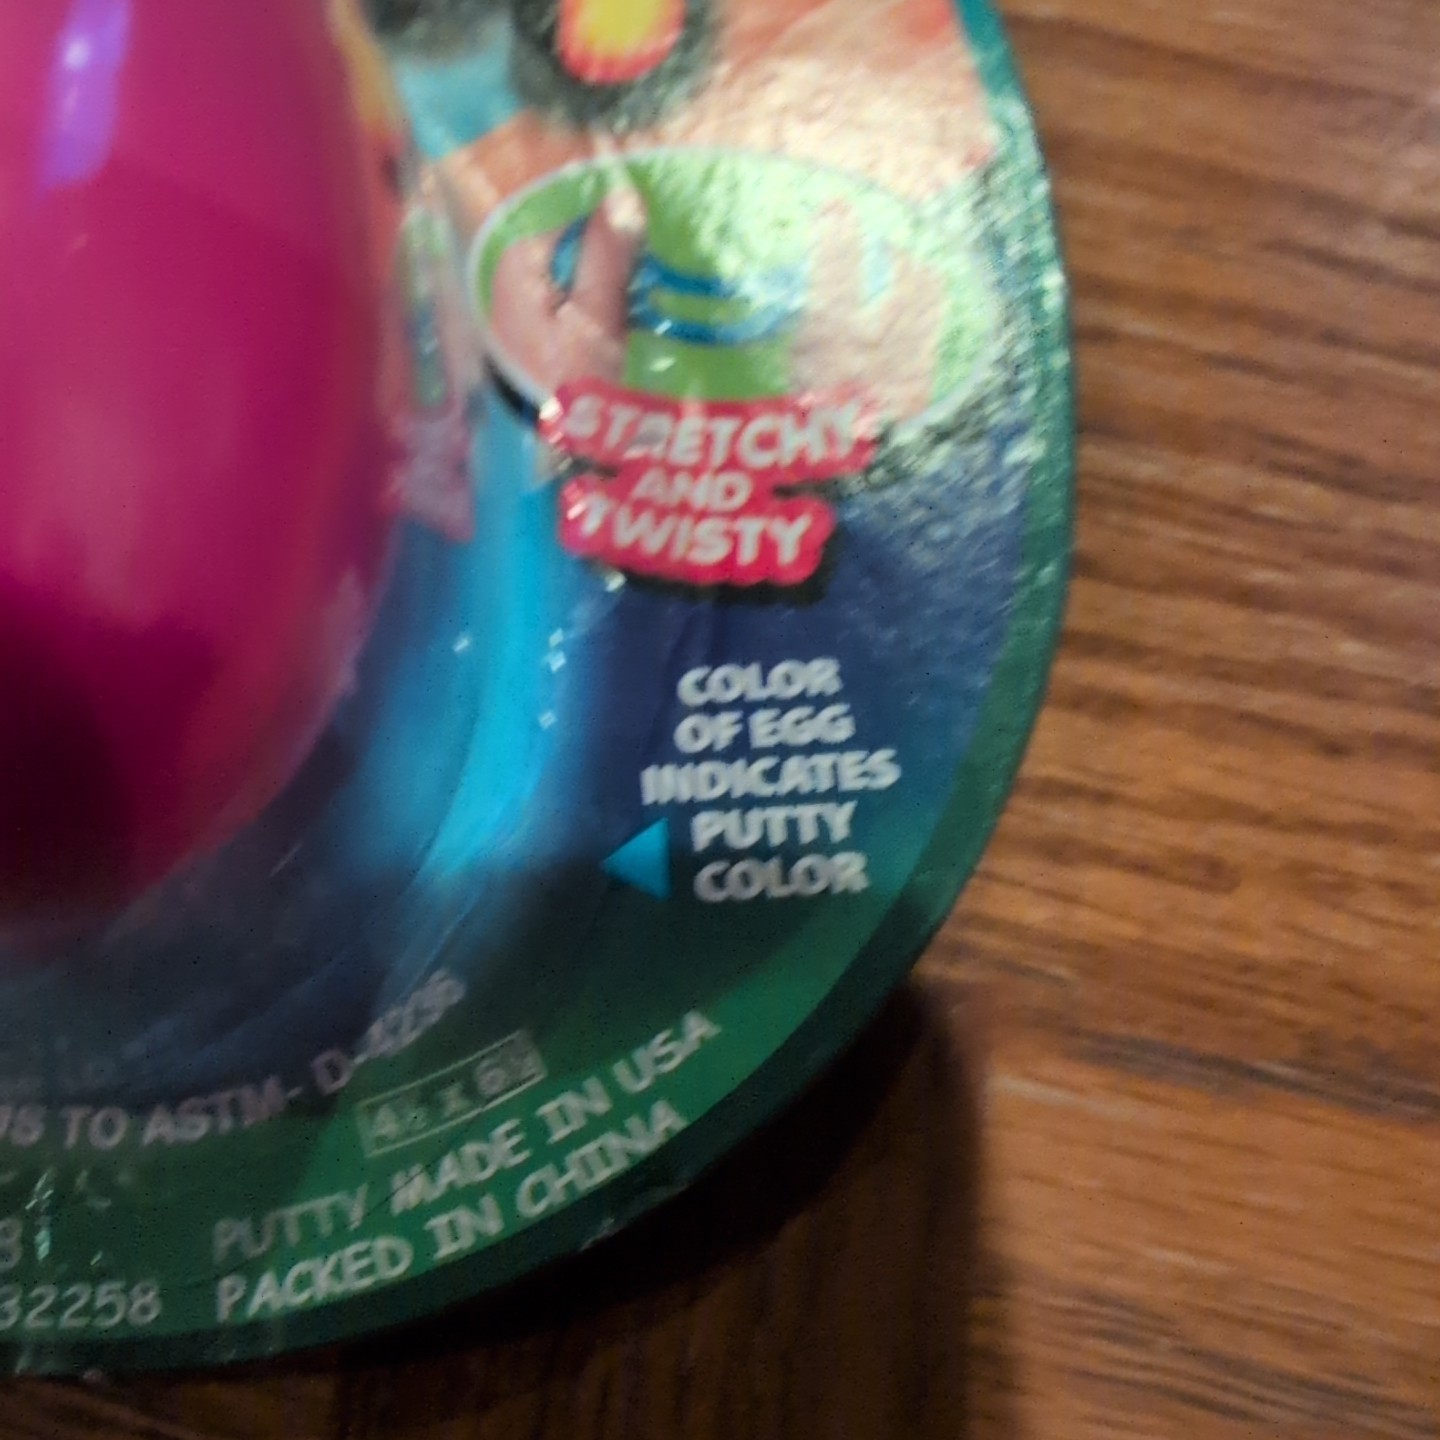 STRETCHY
AND
TWISTY
COLOR
OF EGG
INDICATES
PUTTY
COLOR
TO ASTM- D-4236
PUTTY MADE IN USA
32258 PACKED IN CHINA